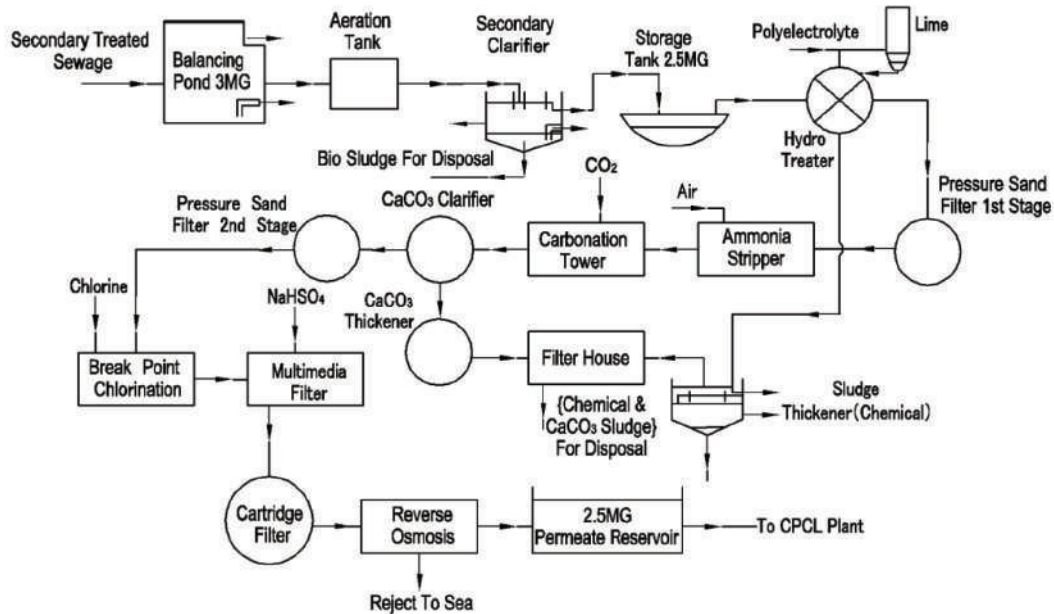 Secondary Treated
Sewage
Balancing
Pond 3MG
Aeration
Tank
Secondary
Clarifier
Storage
Tank 2.5MG
Polyelectrolyte
Lime
Hydro
Treater
Bio Sludge For Disposal
Pressure Sand
Filter 1st Stage
Pressure Sand
Filter 2nd Stage
CaCO₃ Clarifier
CO₂
Carbonation
Tower
Air
Ammonia
Stripper
Chlorine
NaHSO₄
CaCO₃
Thickener
Break Point
Chlorination
Multimedia
Filter
Filter House
{Chemical &
CaCO₃ Sludge}
For Disposal
Sludge
Thickener(Chemical)
Cartridge
Filter
Reverse
Osmosis
2.5MG
Permeate Reservoir
To CPCL Plant
Reject To Sea